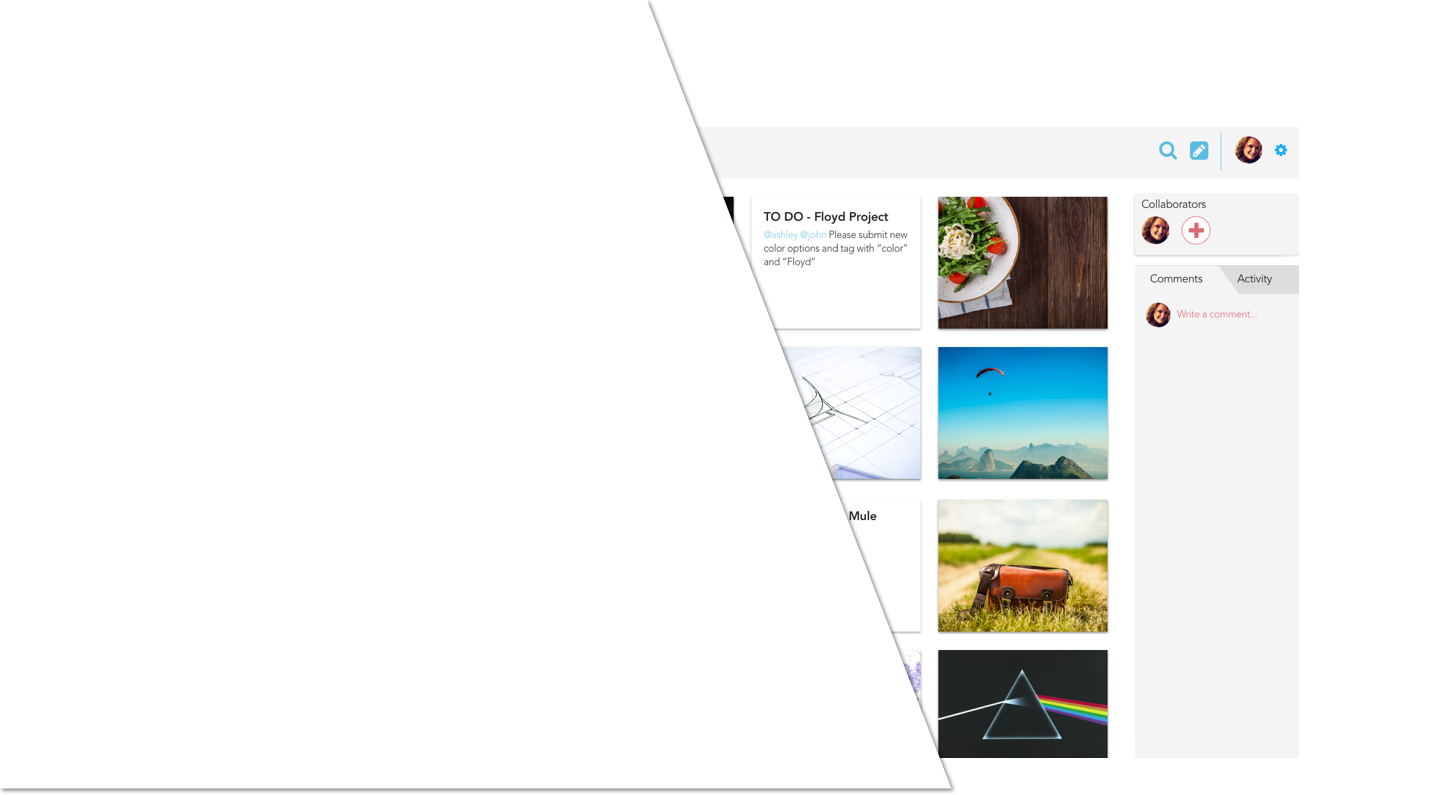 Collaborators
TO DO - Floyd Project
@ashley @john Please submit new
color options and tag with “color”
and “Floyd”
Comments
Activity
Write a comment...
Mule